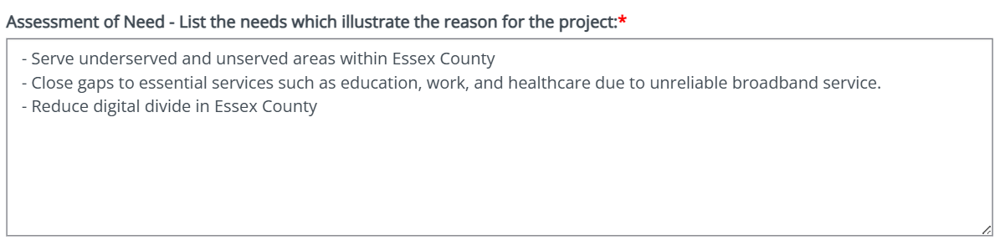 Assessment of Need - List the needs which illustrate the reason for the project:*
- Serve underserved and unserved areas within Essex County
- Close gaps to essential services such as education, work, and healthcare due to unreliable broadband service.
- Reduce digital divide in Essex County